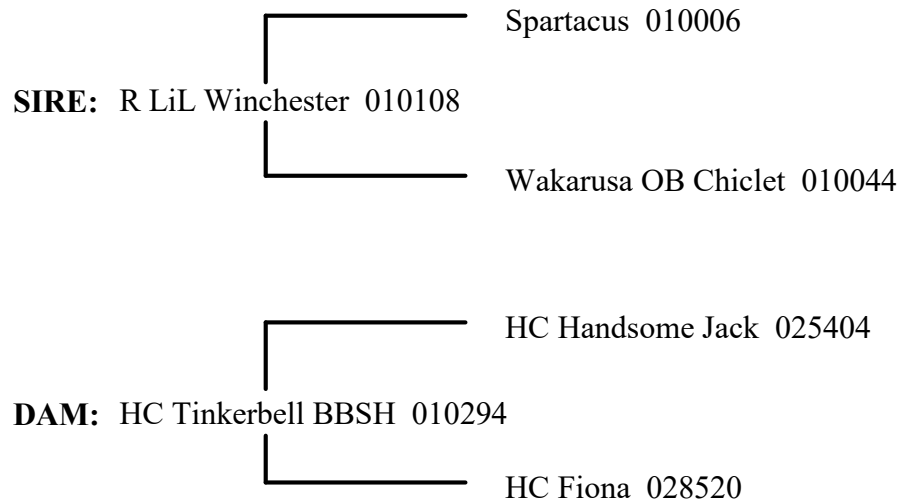 Spartacus 010006
SIRE: R LiL Winchester 010108
Wakarusa OB Chiclet 010044
HC Handsome Jack 025404
DAM: HC Tinkerbell BBSH 010294
HC Fiona 028520